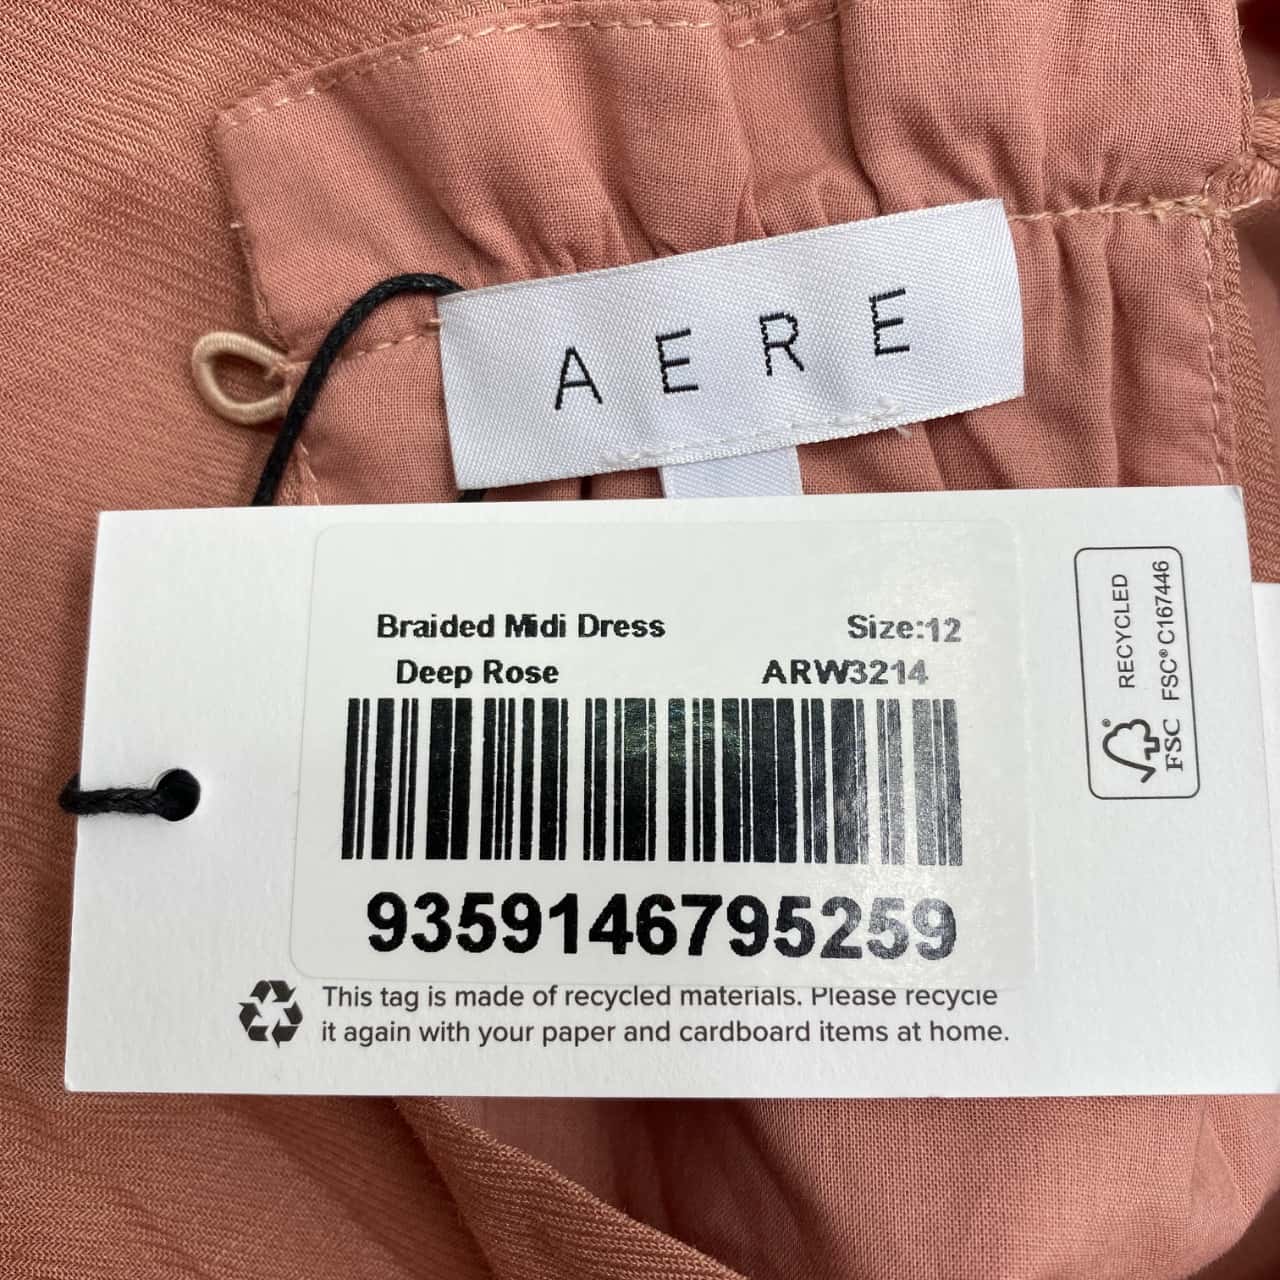 AERE
Braided Midi Dress Size:12
Deep Rose ARW3214
9359146795259
This tag is made of recycled materials. Please recycle
it again with your paper and cardboard items at home.
RECYCLED
FSC® C167446
FSC